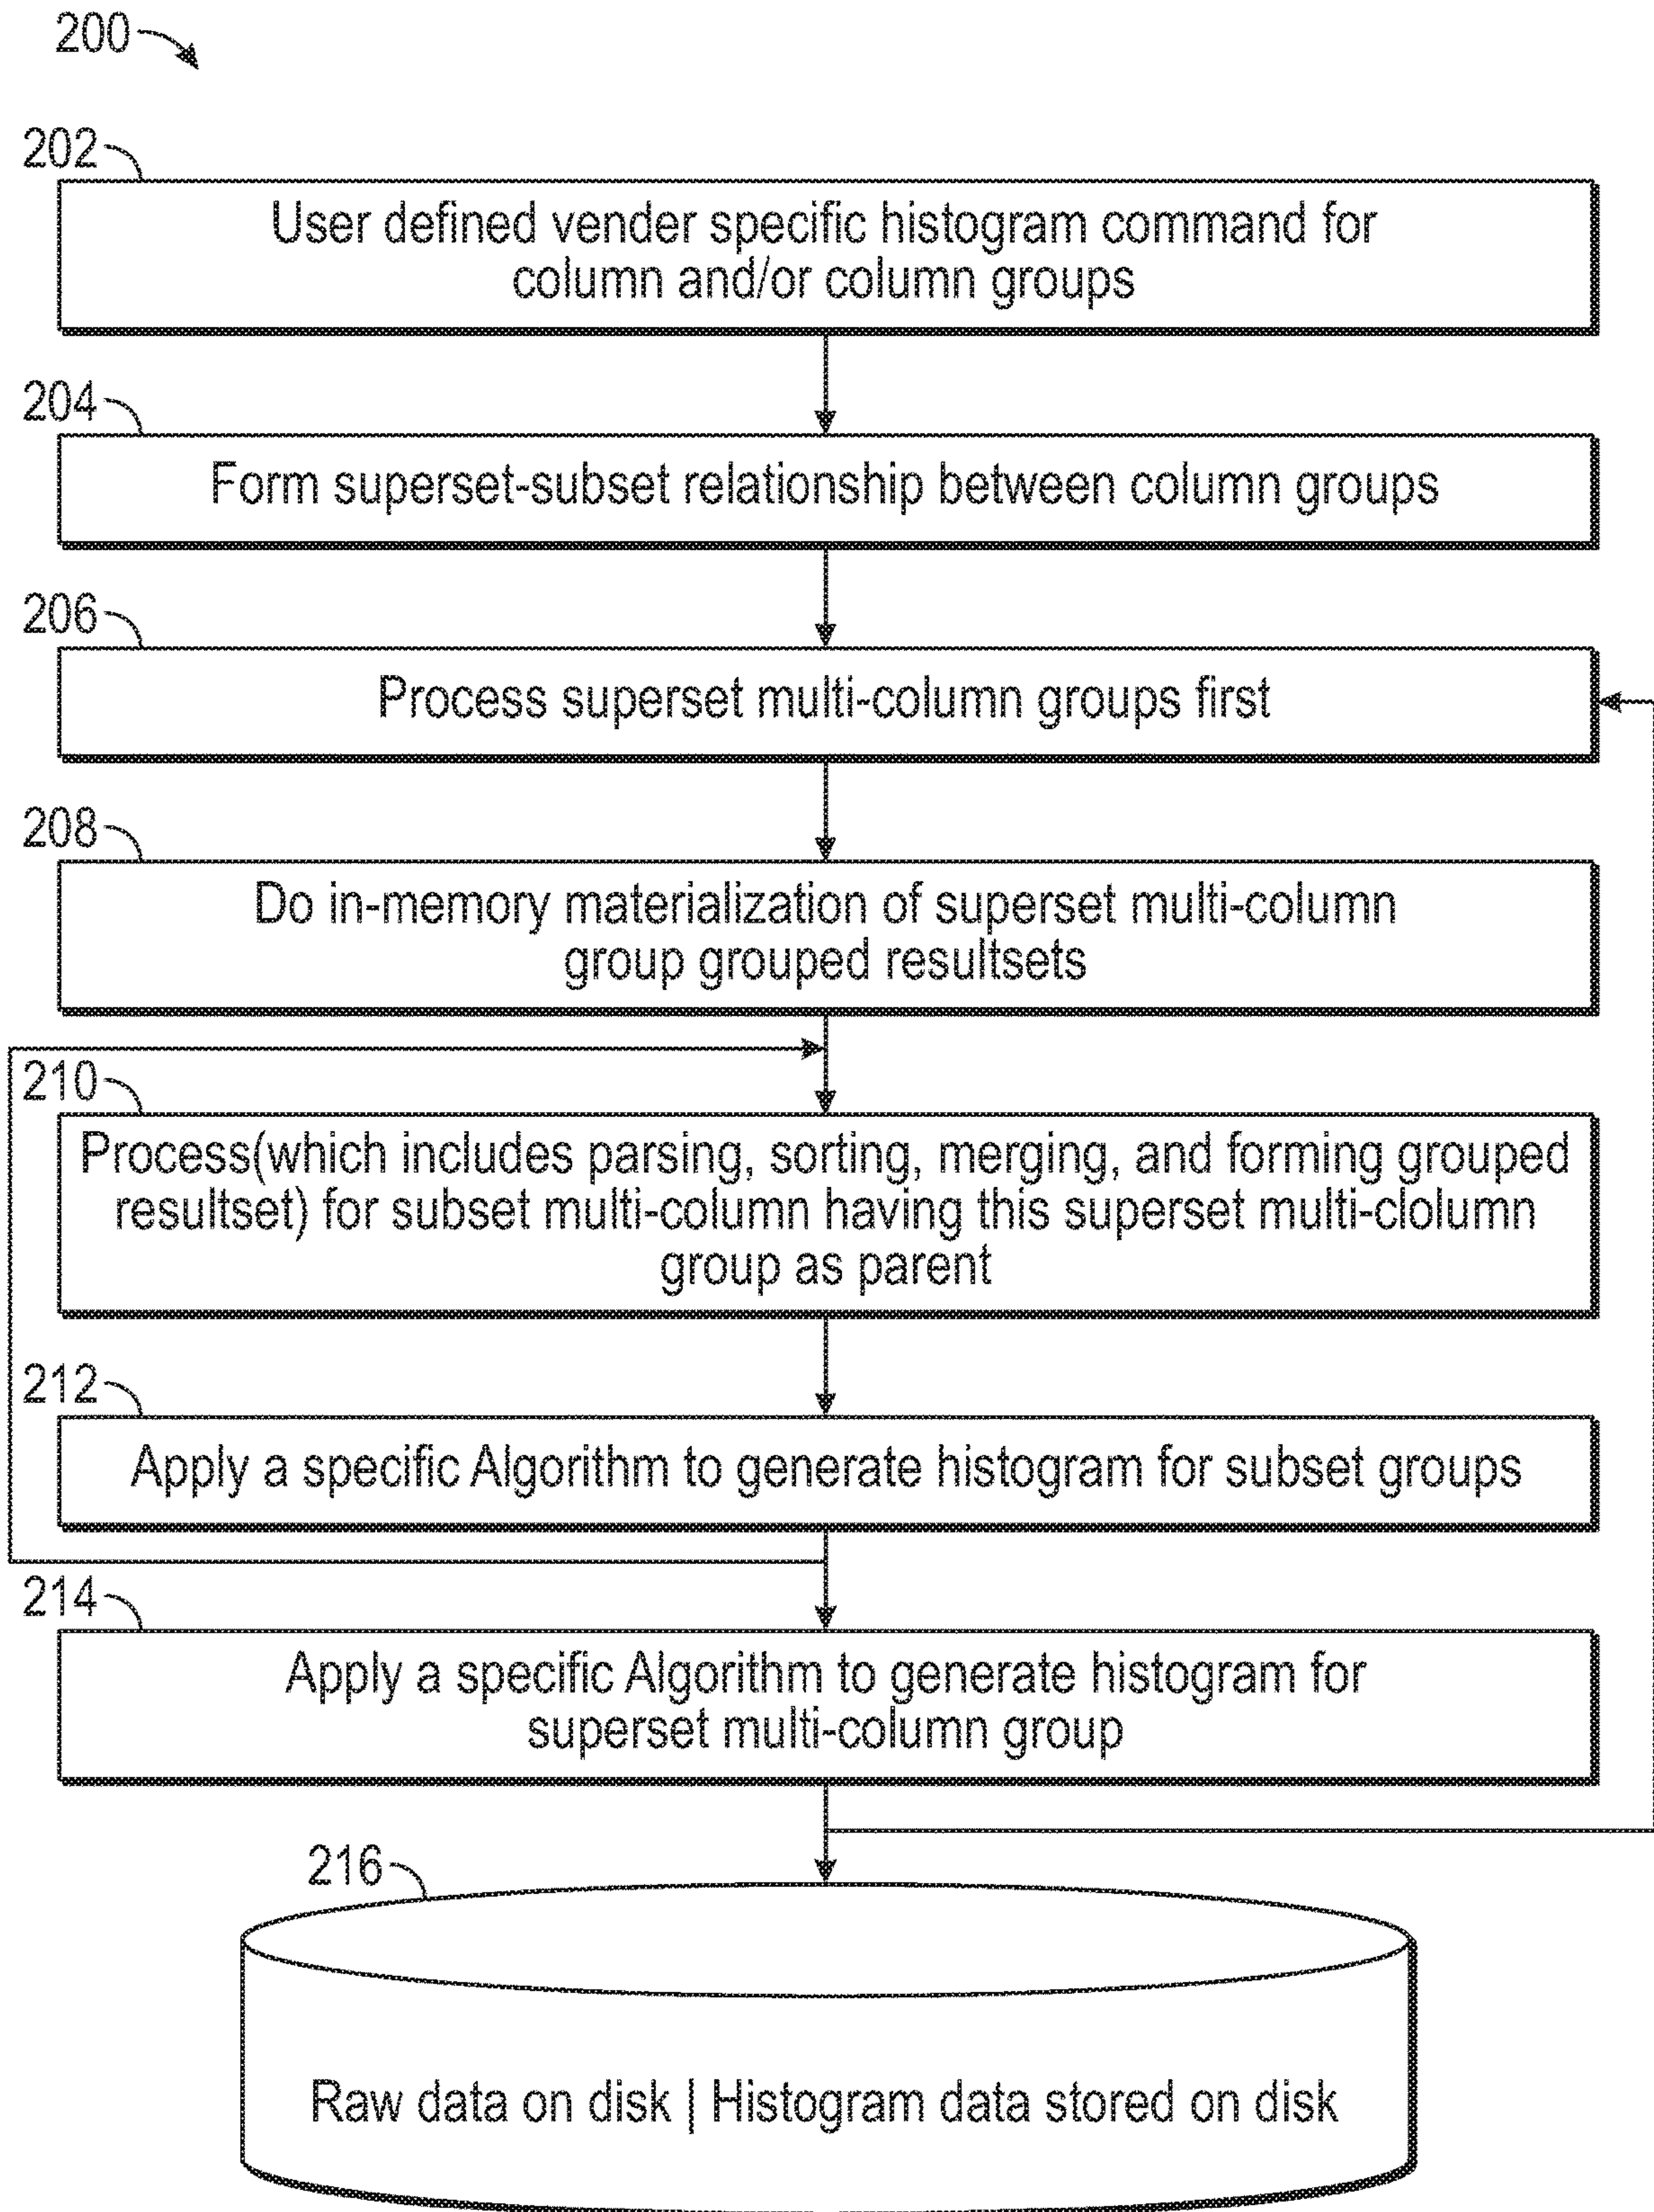 200
202
User defined vender specific histogram command for
column and/or column groups
204
Form superset-subset relationship between column groups
206
Process superset multi-column groups first
208
Do in-memory materialization of superset multi-column
group grouped resultsets
210
Process(which includes parsing, sorting, merging, and forming grouped
resultset) for subset multi-column having this superset multi-clolumn
group as parent
212
Apply a specific Algorithm to generate histogram for subset groups
214
Apply a specific Algorithm to generate histogram for
superset multi-column group
216
Raw data on disk | Histogram data stored on disk